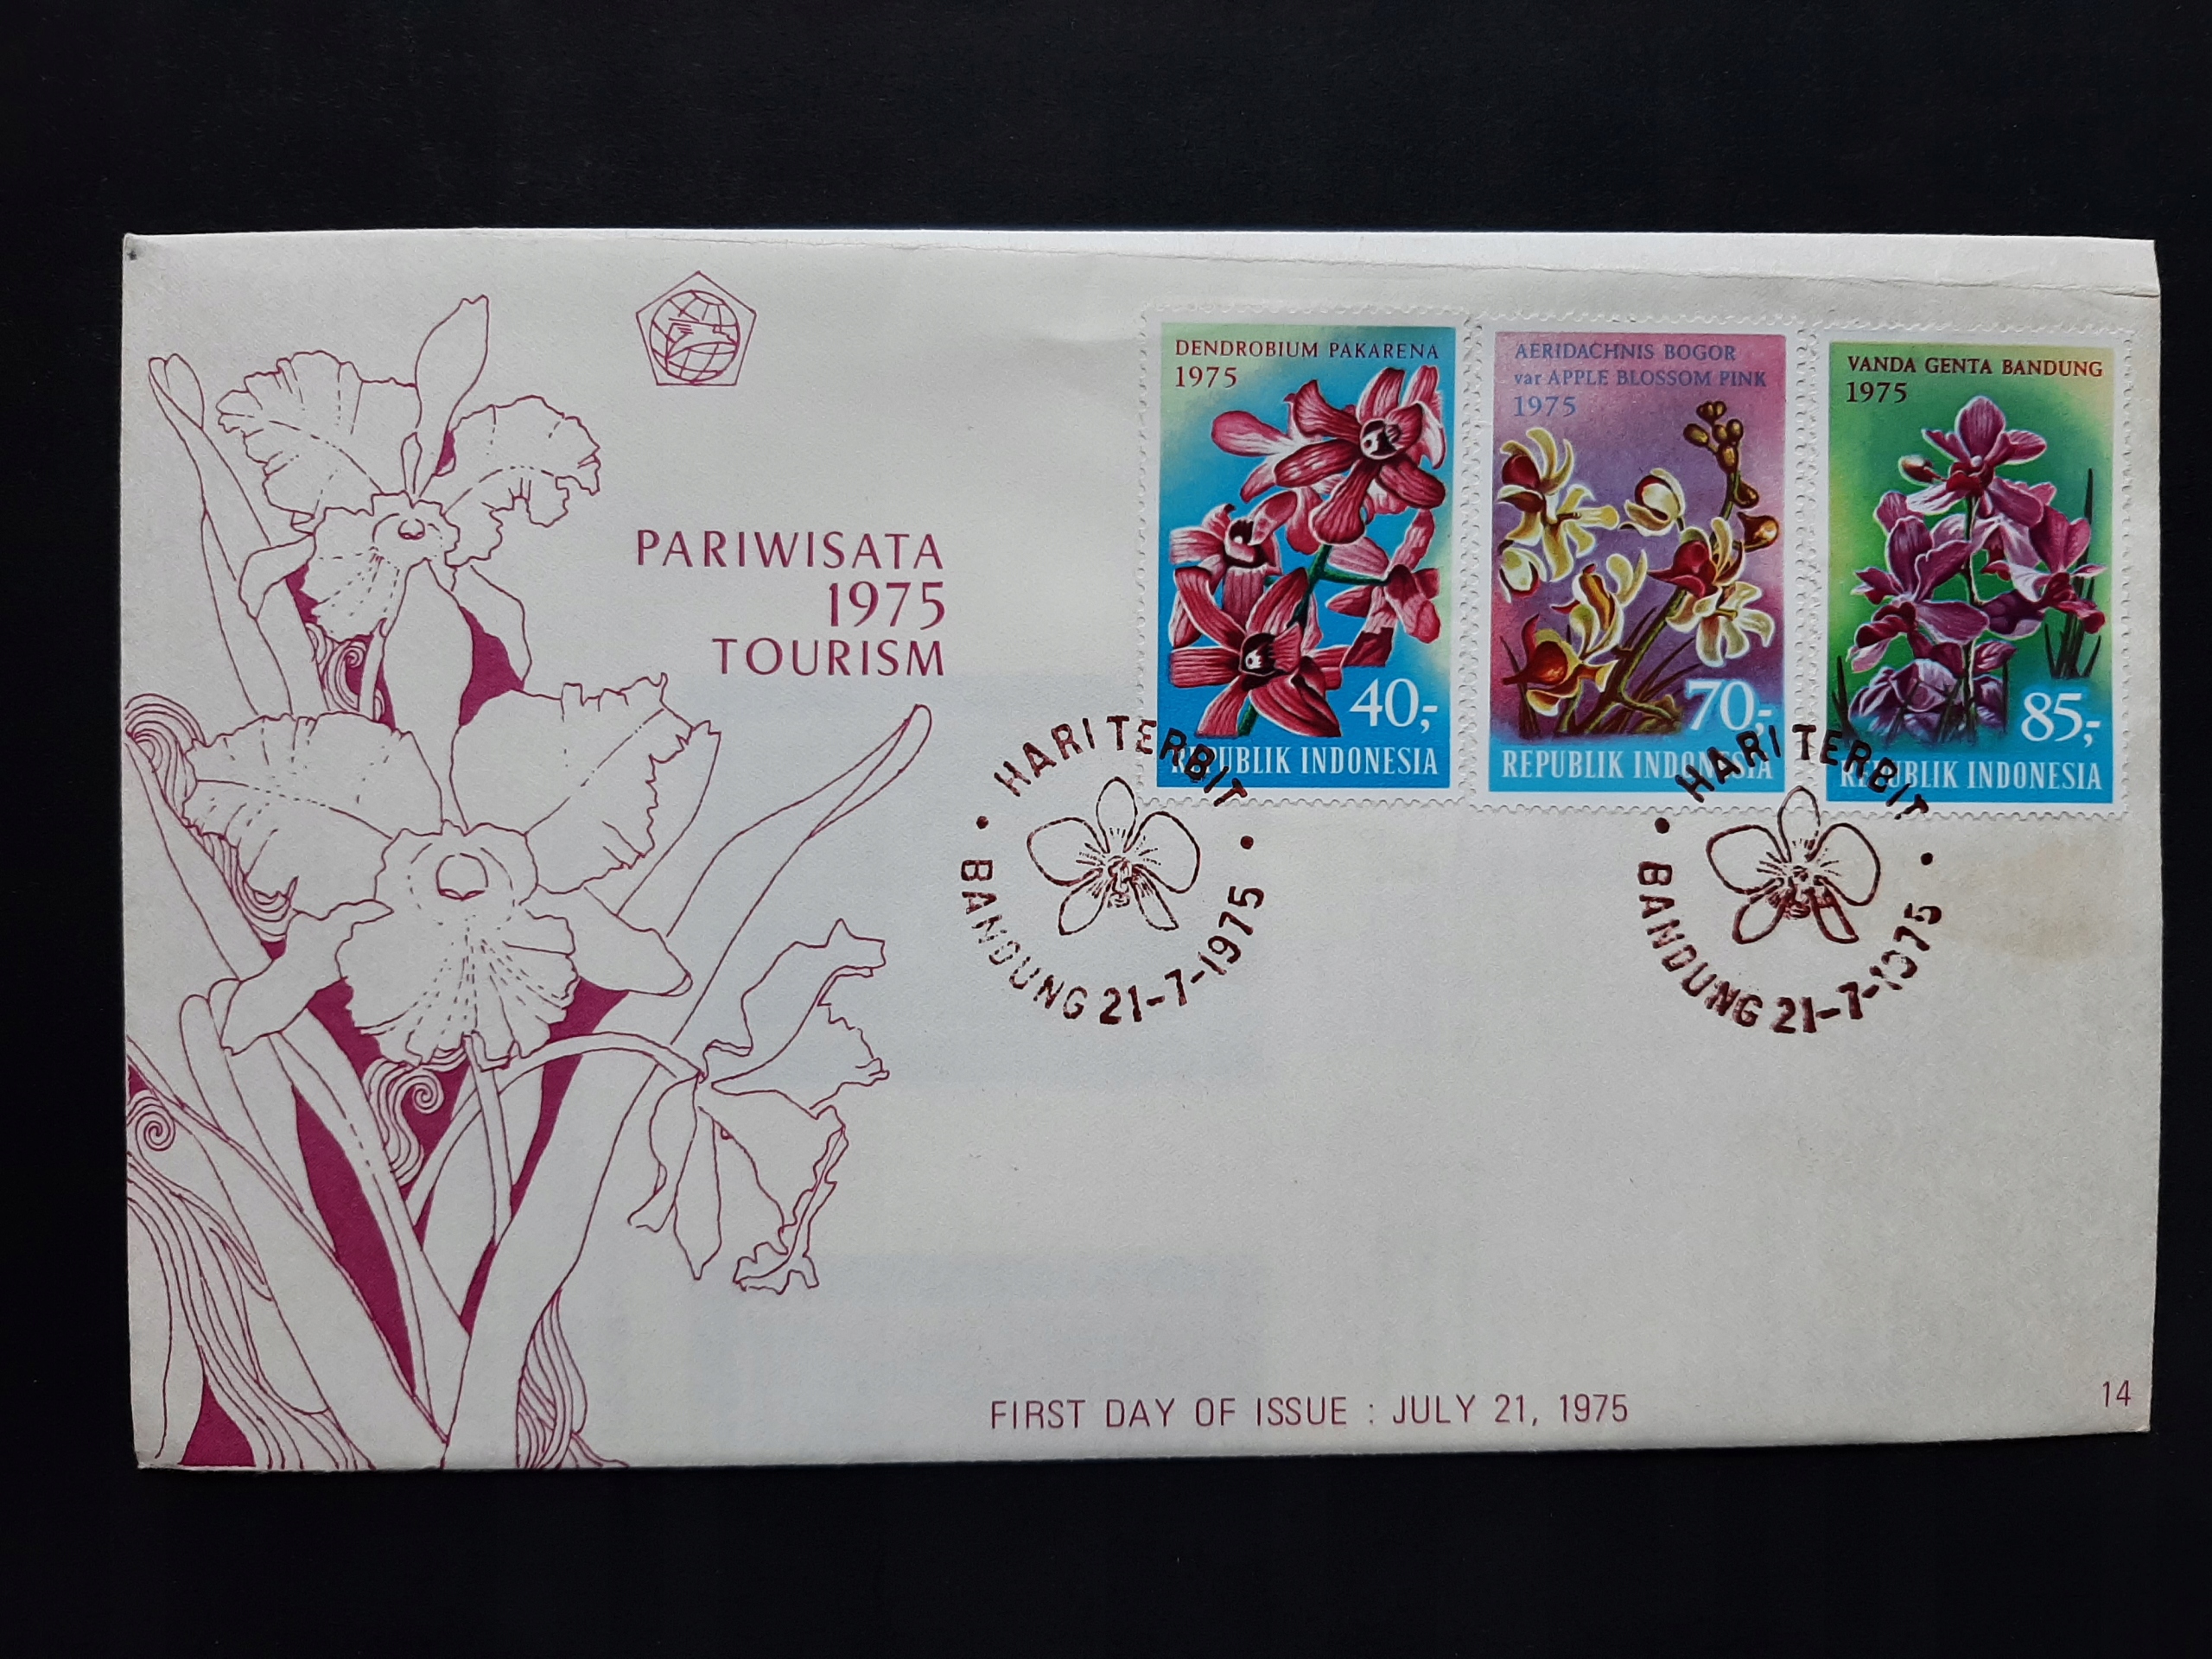 PARIWISATA
1975
TOURISM
DENDROBIUM PAKARENA
1975
40,-
REPUBLIK INDONESIA
AERIDACHNIS BOGOR
var APPLE BLOSSOM PINK
1975
70,-
REPUBLIK INDONESIA
VANDA GENTA BANDUNG
1975
85,-
REPUBLIK INDONESIA
HARI TERBIT
BANDUNG 21-7-1975
HARI TERBIT
BANDUNG 21-7-1975
FIRST DAY OF ISSUE : JULY 21, 1975
14